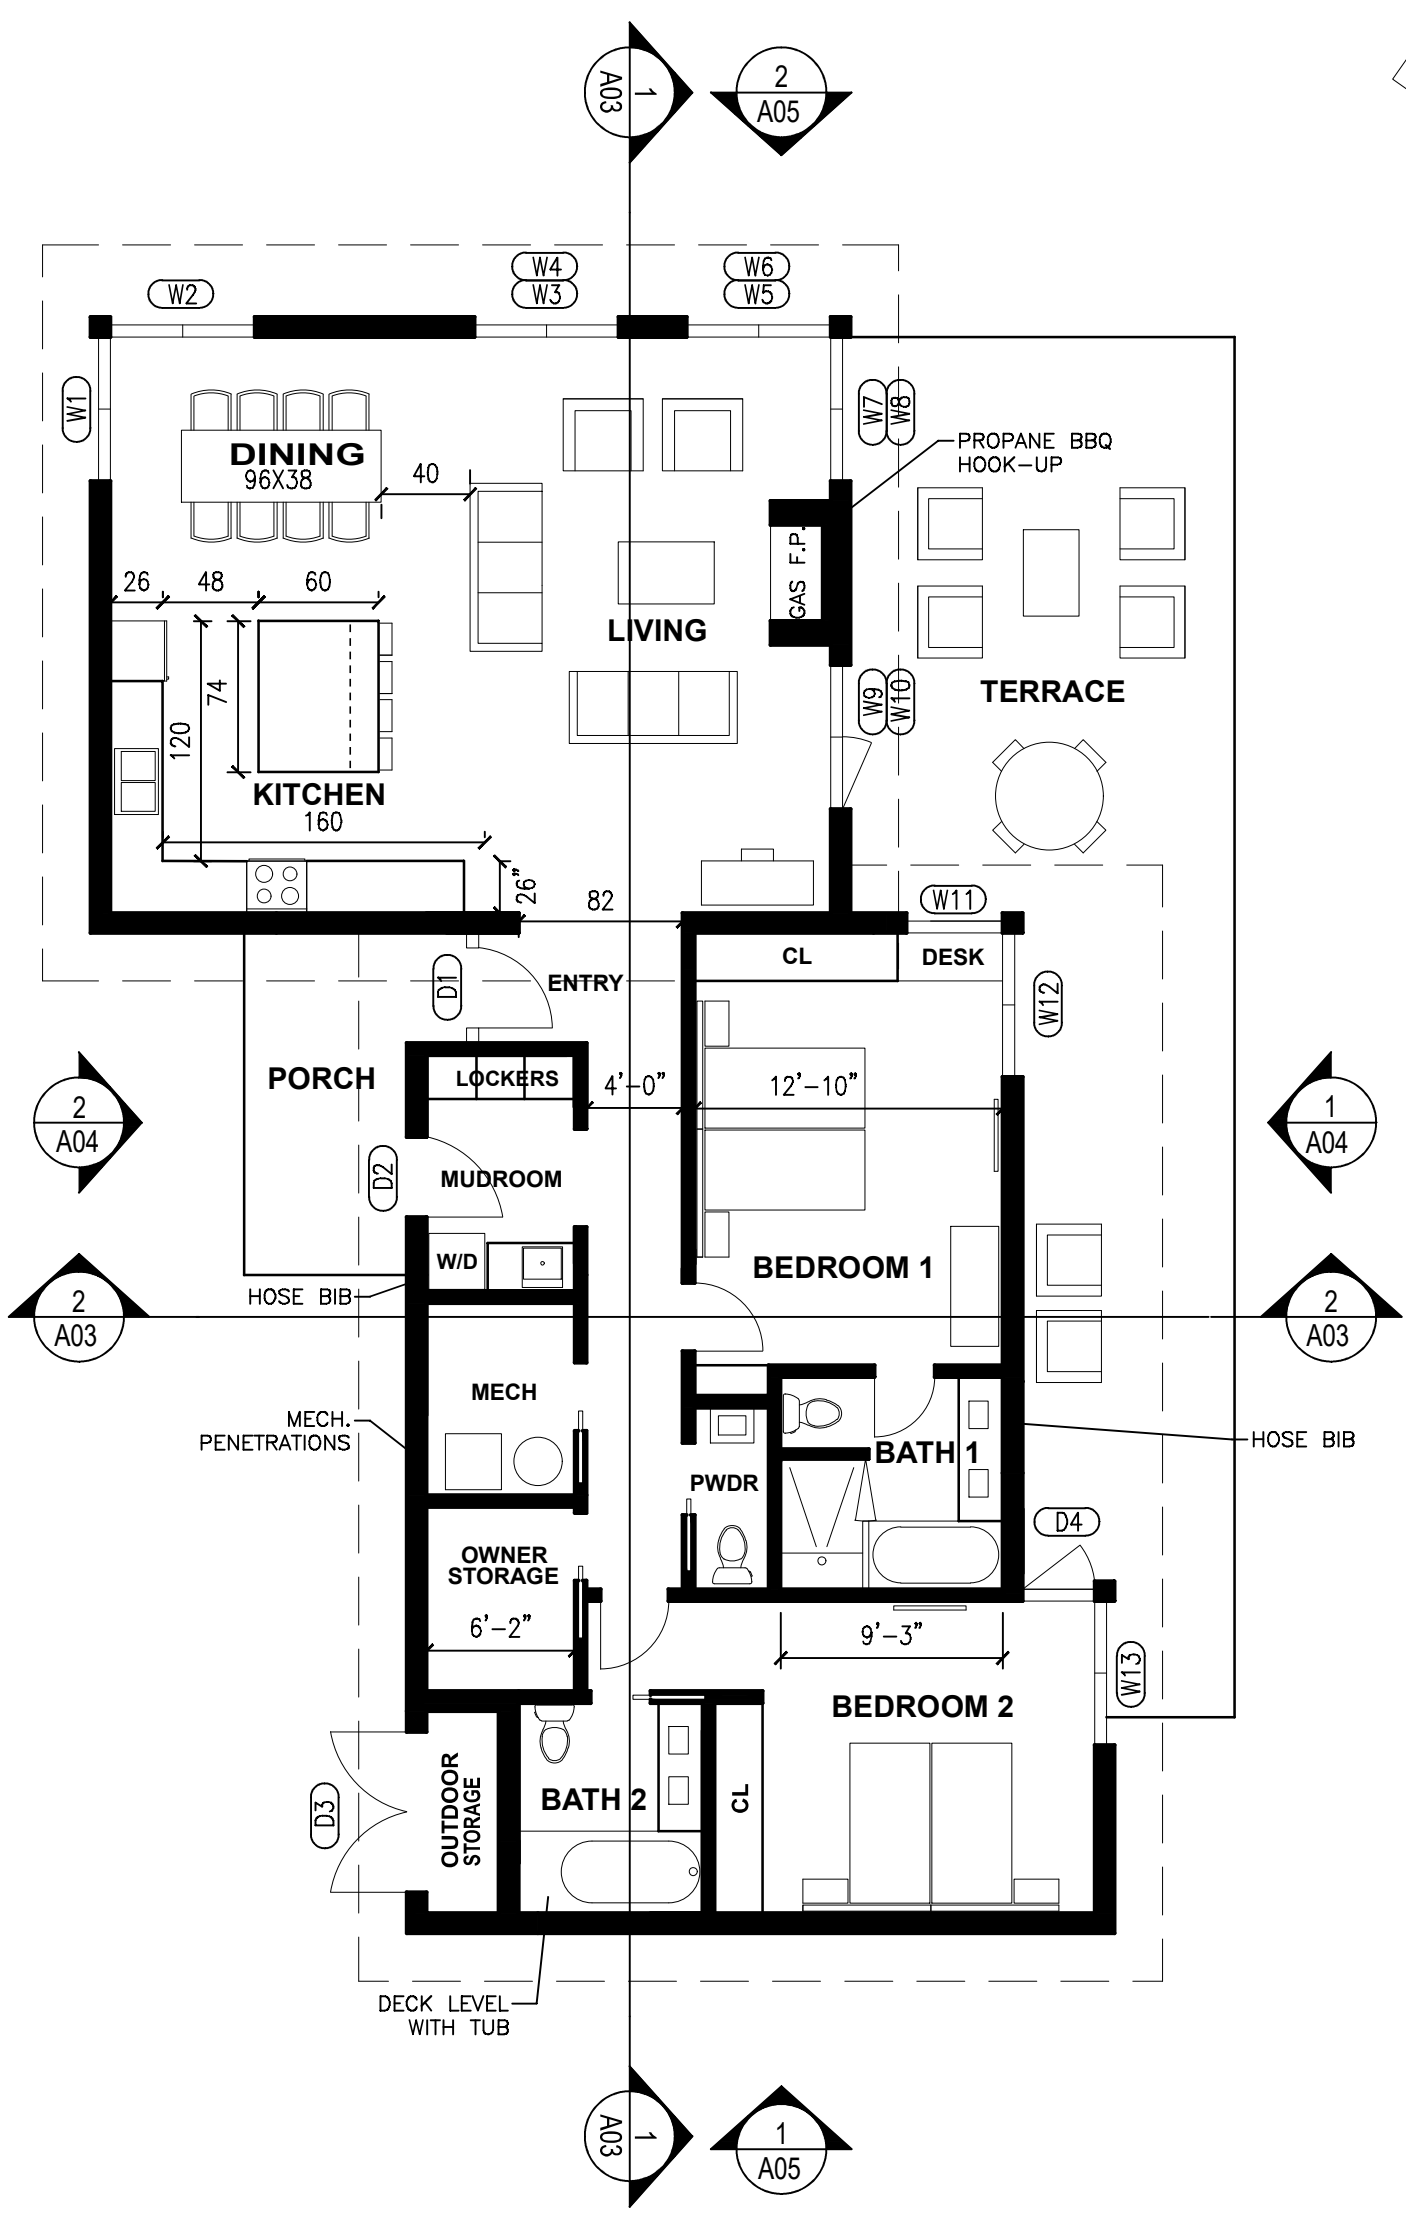 1
A03
2
A05
W4
W6
W2
W3
W5
W1
W7
W8
PROPANE BBQ
HOOK-UP
DINING
96X38
40
GAS F.P.
26
48
60
LIVING
74
120
W9
W10
TERRACE
KITCHEN
160
26"
82
W11
CL
DESK
D1
ENTRY
W12
PORCH
LOCKERS
4'-0"
12'-10"
2
A04
1
A04
D2
MUDROOM
W/D
BEDROOM 1
HOSE BIB
2
A03
2
A03
MECH
MECH.
PENETRATIONS
BATH 1
HOSE BIB
PWDR
D4
OWNER
STORAGE
6'-2"
9'-3"
W13
BEDROOM 2
OUTDOOR
STORAGE
D3
BATH 2
CL
DECK LEVEL
WITH TUB
1
A03
1
A05